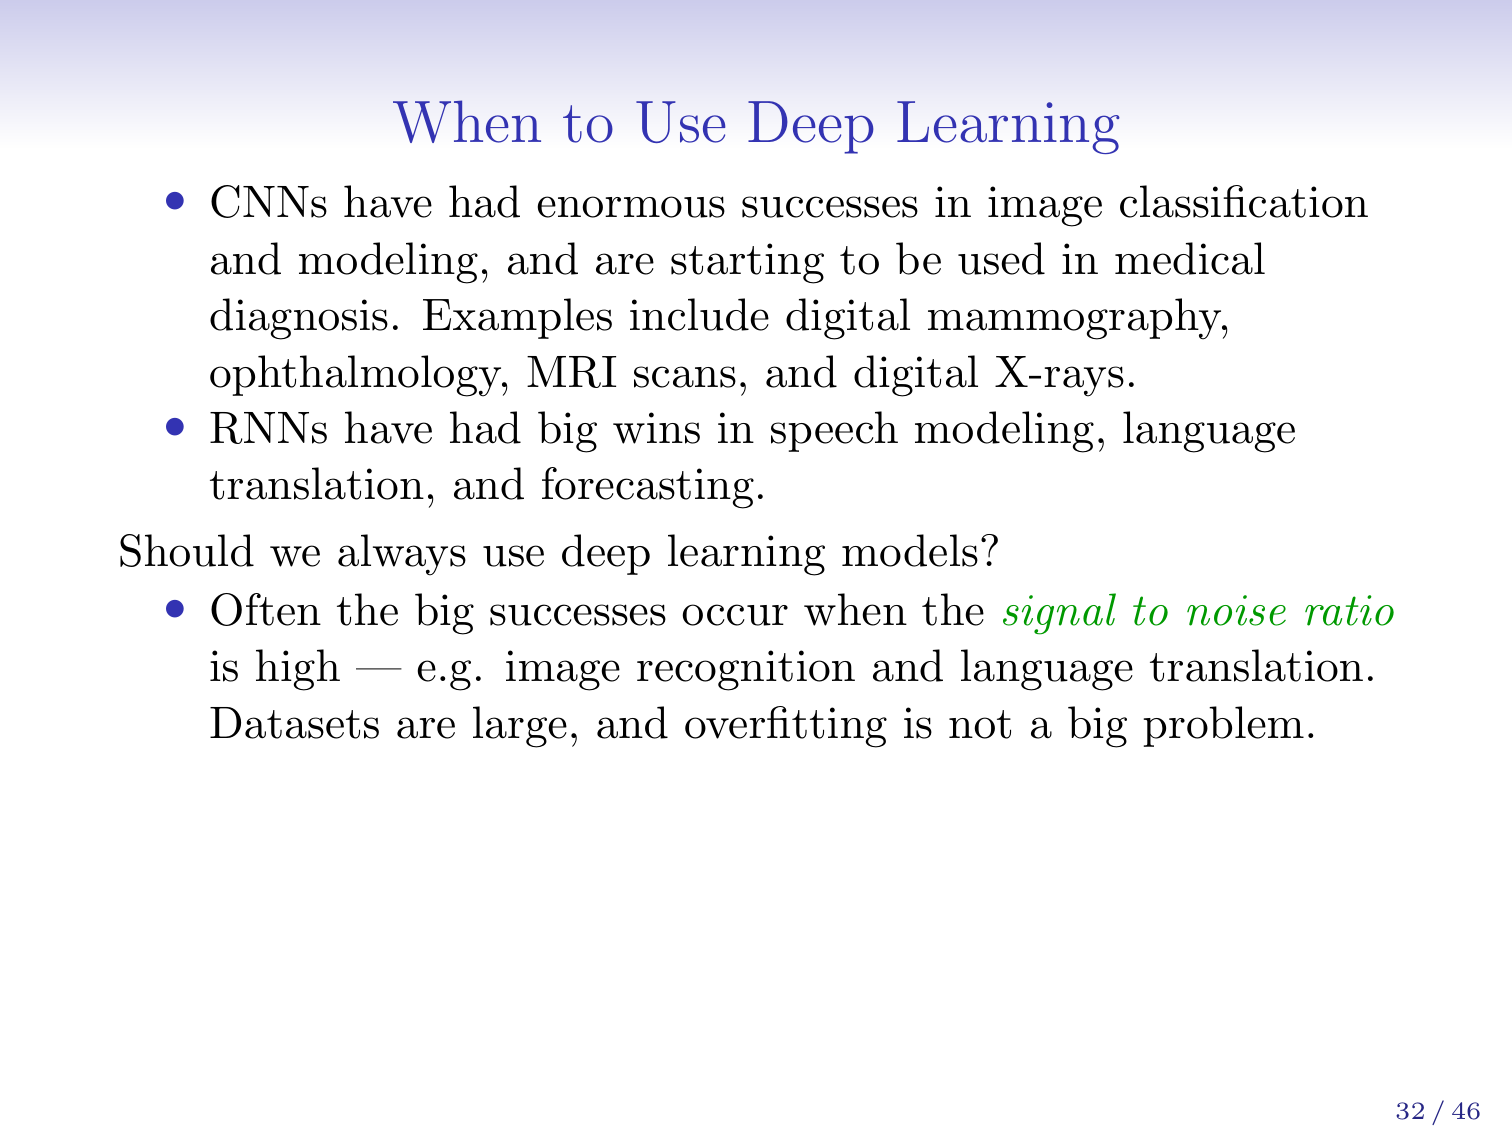 When to Use Deep Learning
• CNNs have had enormous successes in image classification
and modeling, and are starting to be used in medical
diagnosis. Examples include digital mammography,
ophthalmology, MRI scans, and digital X-rays.
• RNNs have had big wins in speech modeling, language
translation, and forecasting.
Should we always use deep learning models?
• Often the big successes occur when the signal to noise ratio
is high — e.g. image recognition and language translation.
Datasets are large, and overfitting is not a big problem.
32 / 46